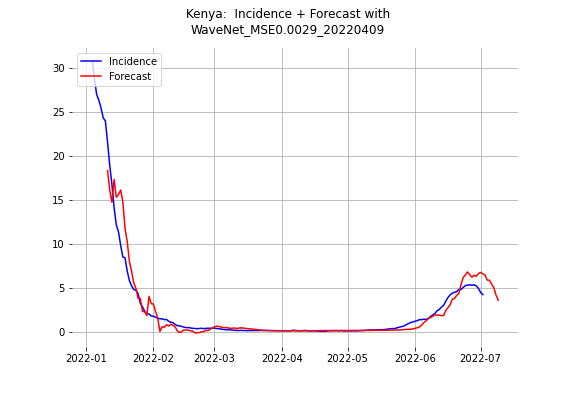 Kenya:  Incidence + Forecast with
WaveNet_MSE0.0029_20220409
Incidence
Forecast
30
25
20
15
10
5
0
2022-01 2022-02 2022-03 2022-04 2022-05 2022-06 2022-07